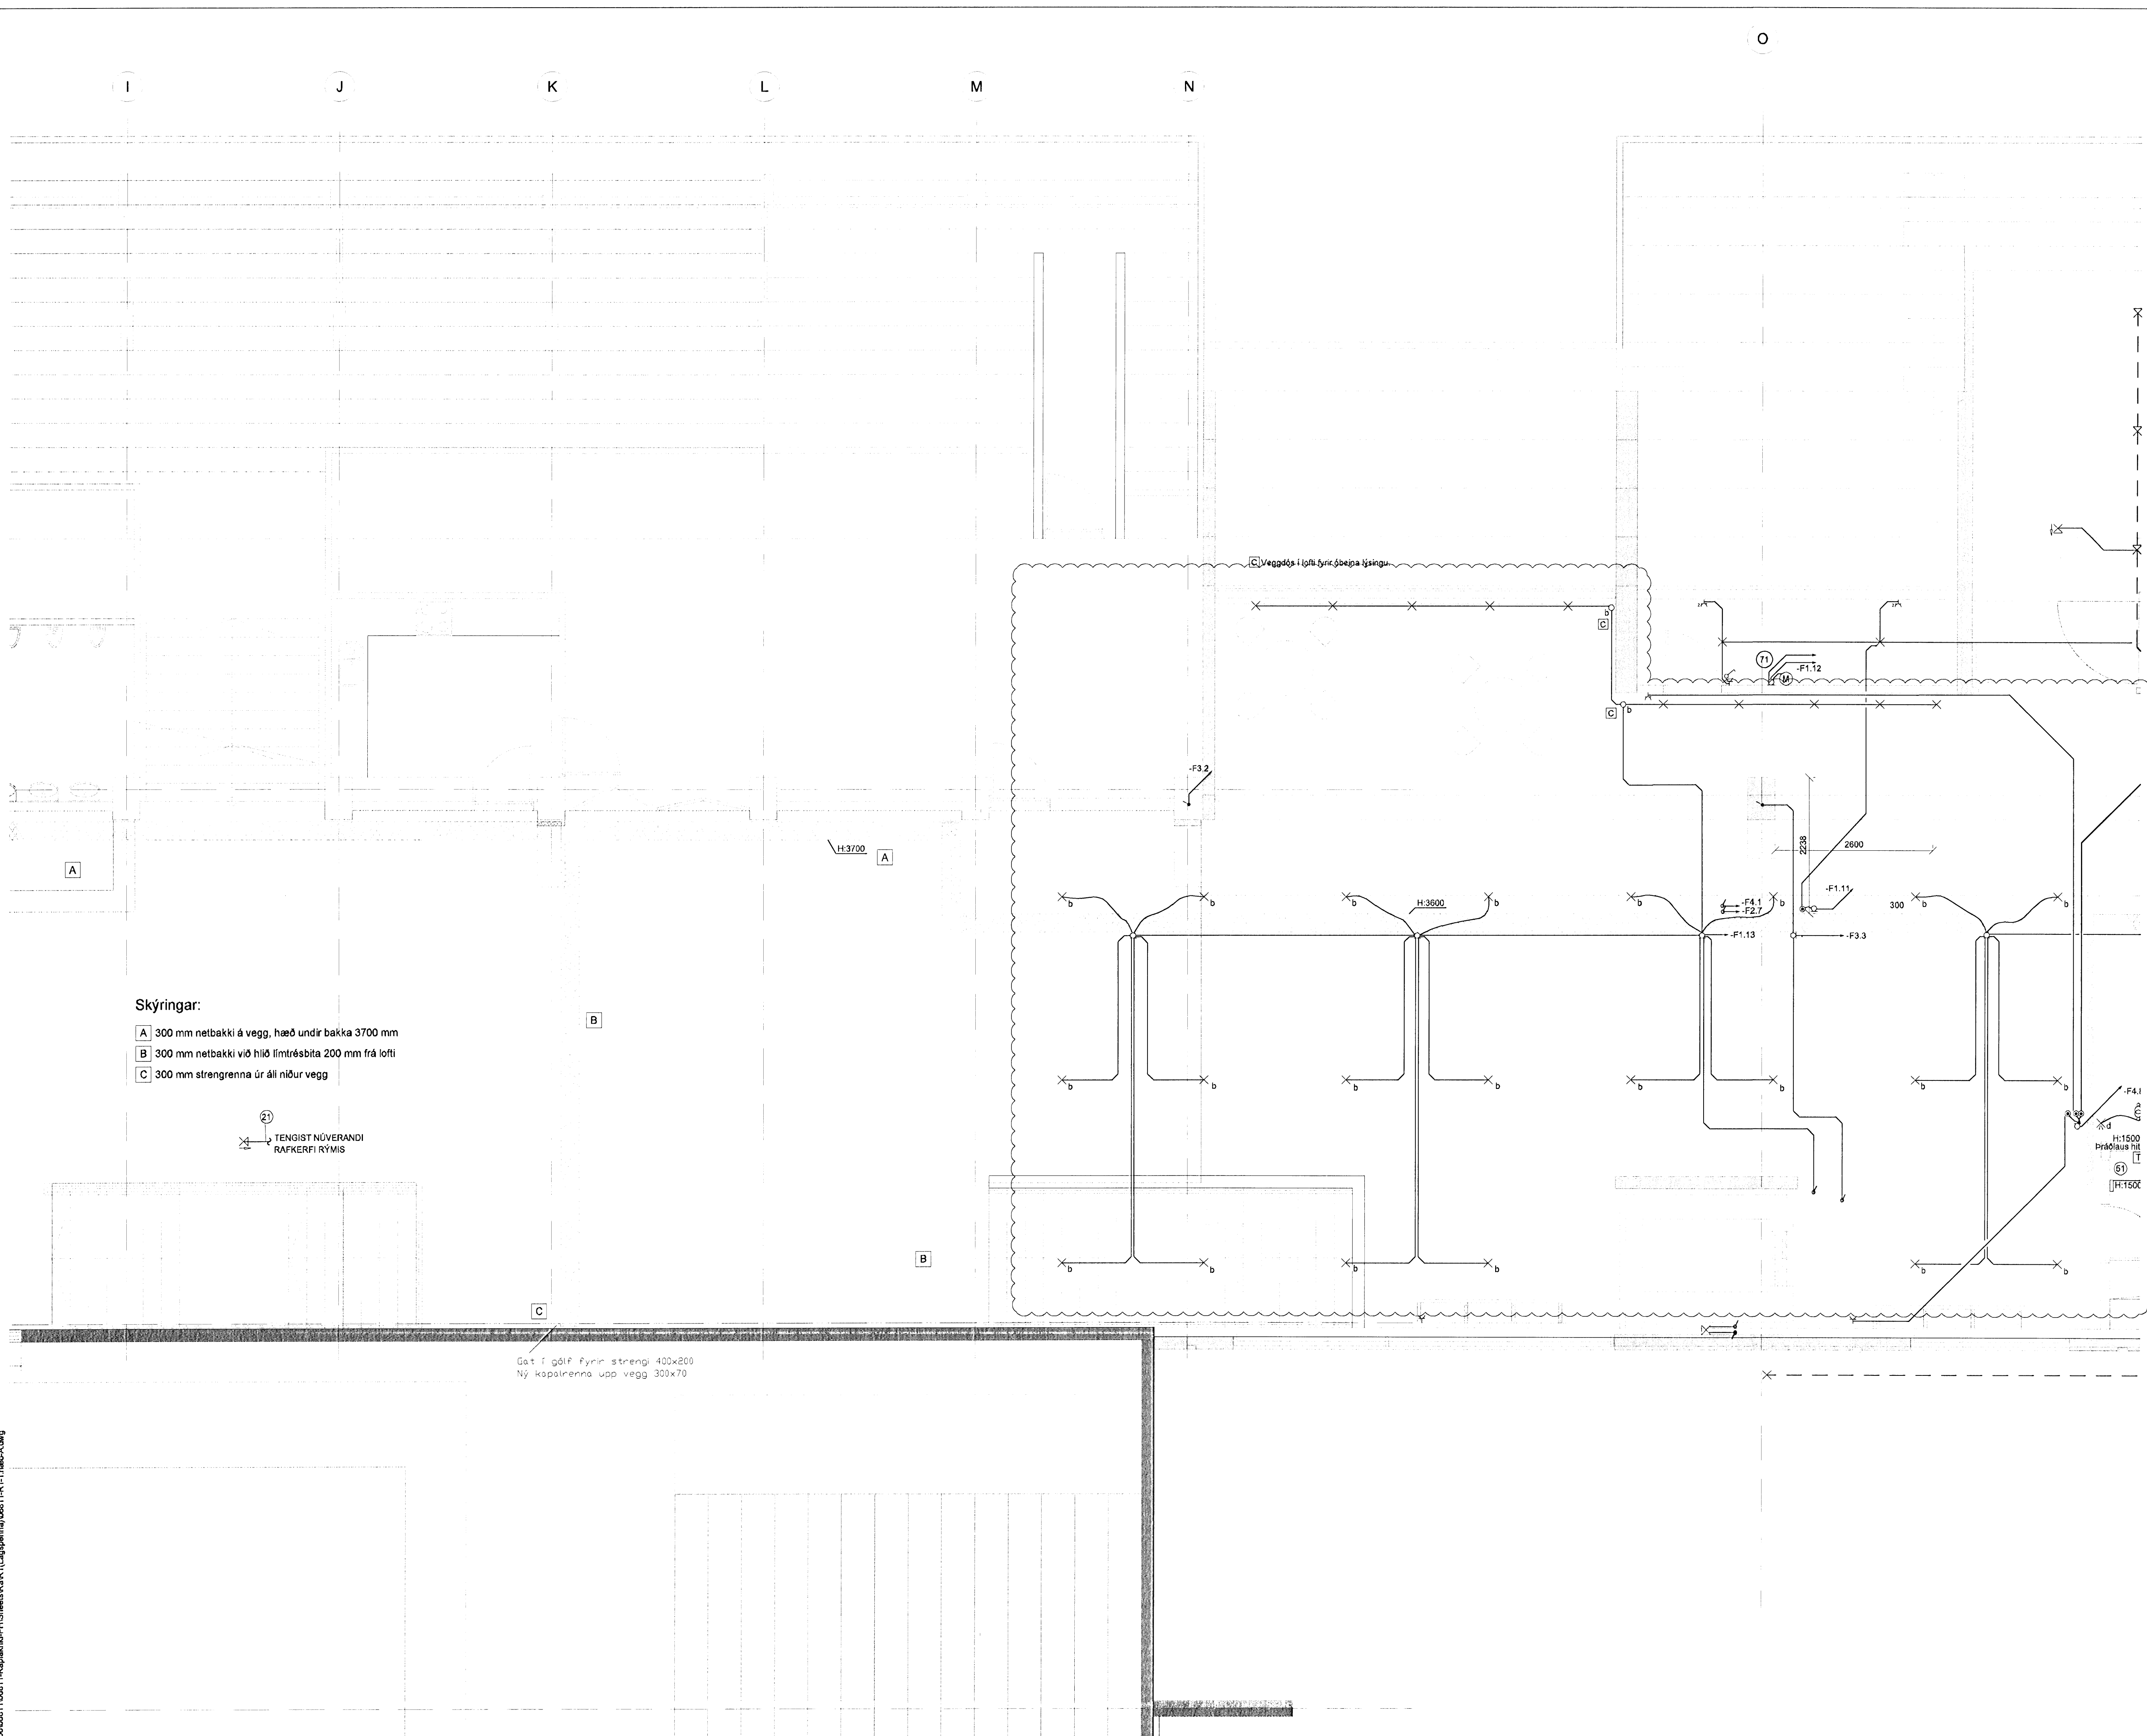 O
I
J
K
L
M
N
C Veggdós í lofti fyrir óbeina lýsingu.
b
C
71
-F1.12
M
C
b
-F3.2
H:3700
A
A
2238
2600
-F1.11
300
b
b
b
H:3600
b
b
-F4.1
-F2.7
b
b
-F1.13
-F3.3
Skýringar:
A 300 mm netbakki á vegg, hæð undir bakka 3700 mm
B 300 mm netbakki við hlið límtrésbita 200 mm frá lofti
C 300 mm strengrenna úr áli niður vegg
B
b
b
b
b
b
b
b
b
21
TENGIST NÚVERANDI
RAFKERFI RÝMIS
d
H:1500
Þráðlaus hit
T
51
H:1500
B
b
b
b
b
b
b
C
Gat í gólf fyrir strengi 400x200
Ný kapalrenna upp vegg 300x70